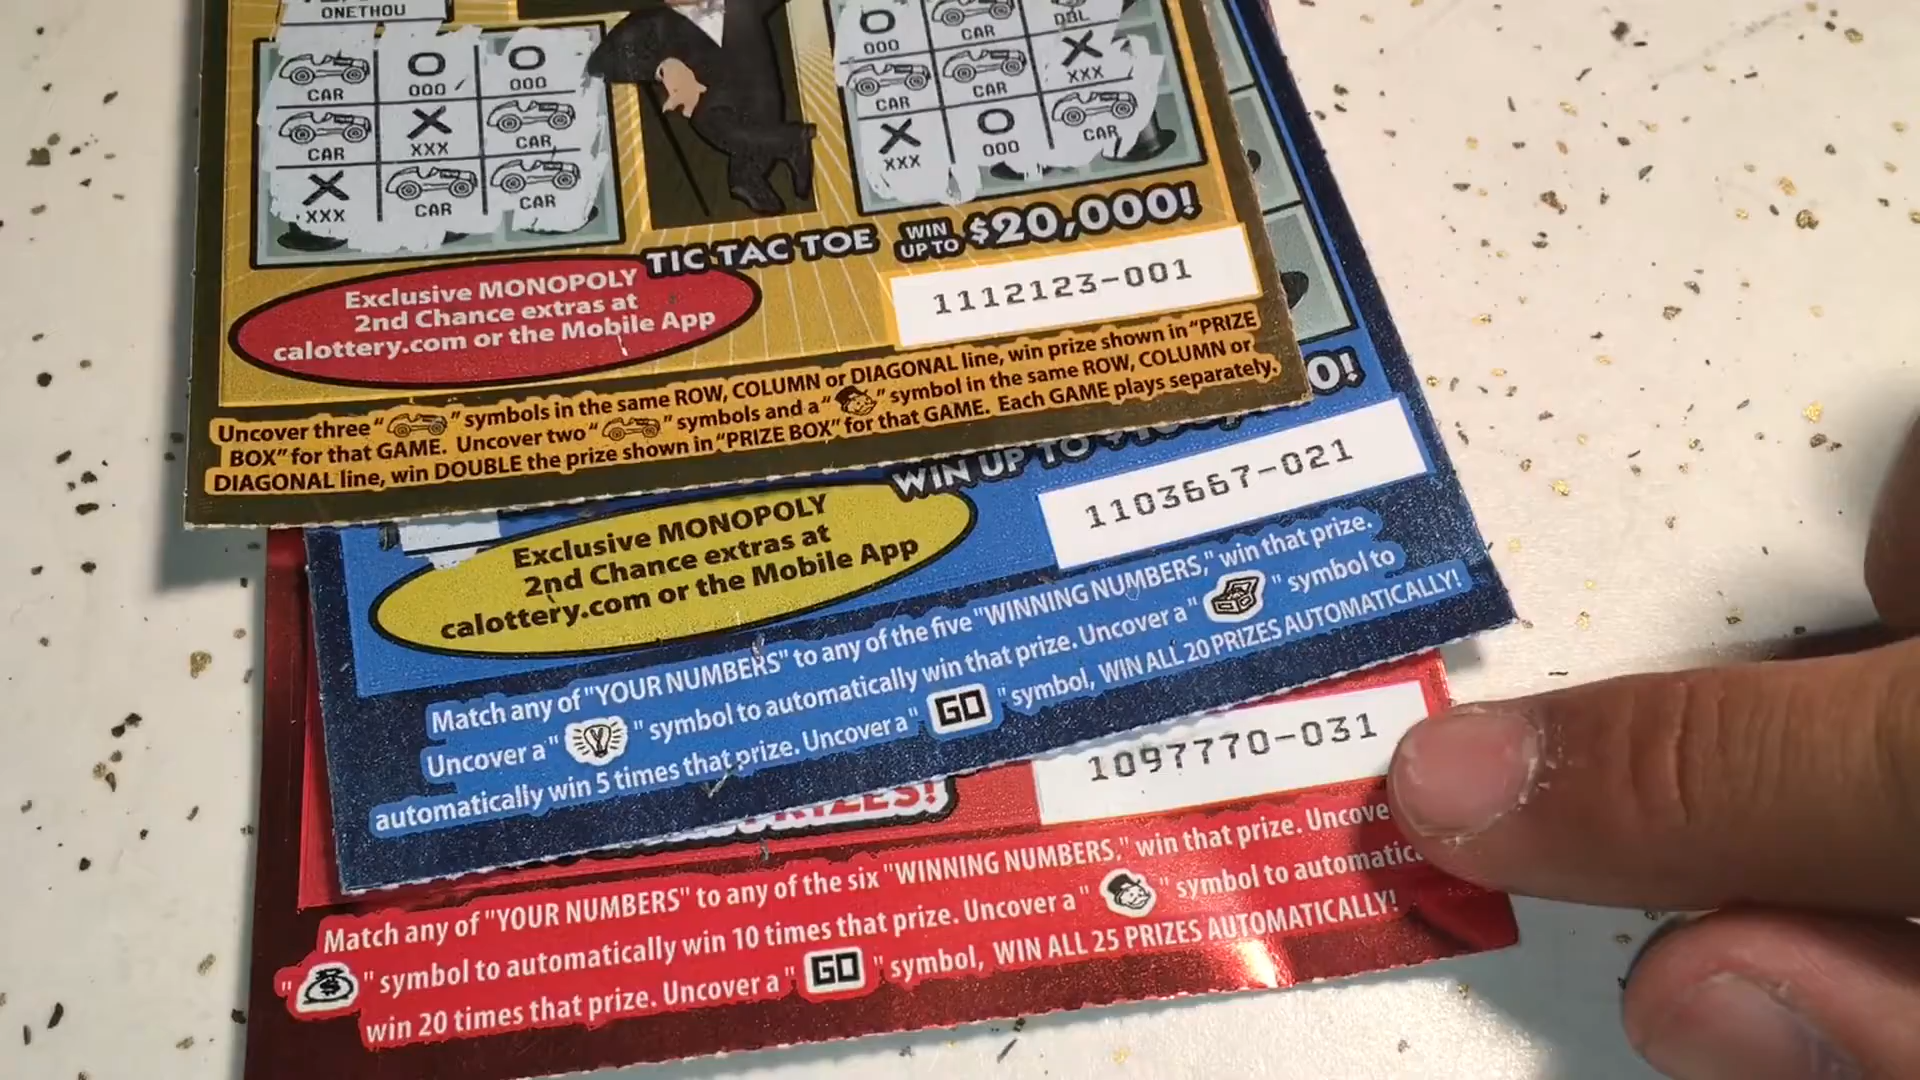 ONETHOU
CAR
O
000
O
000
CAR
X
XXX
CAR
X
XXX
CAR
CAR
O
000
CAR
DBL
CAR
CAR
X
XXX
X
XXX
O
000
CAR
TIC TAC TOE WIN UP TO $20,000!
Exclusive MONOPOLY
2nd Chance extras at
calottery.com or the Mobile App
1112123-001
Uncover three " " symbols in the same ROW, COLUMN or DIAGONAL line, win prize shown in "PRIZE
BOX" for that GAME. Uncover two " " symbols and a " " symbol in the same ROW, COLUMN or
DIAGONAL line, win DOUBLE the prize shown in "PRIZE BOX" for that GAME. Each GAME plays separately.
WIN UP TO
0!
1103667-021
Exclusive MONOPOLY
2nd Chance extras at
calottery.com or the Mobile App
Match any of "YOUR NUMBERS" to any of the five "WINNING NUMBERS," win that prize.
Uncover a " " symbol to automatically win that prize. Uncover a " " symbol to
automatically win 5 times that prize. Uncover a " GO " symbol, WIN ALL 20 PRIZES AUTOMATICALLY!
PRIZES!
1097770-031
Match any of "YOUR NUMBERS" to any of the six "WINNING NUMBERS," win that prize. Uncove
" " symbol to automatically win 10 times that prize. Uncover a " " symbol to automatic
win 20 times that prize. Uncover a " GO " symbol, WIN ALL 25 PRIZES AUTOMATICALLY!